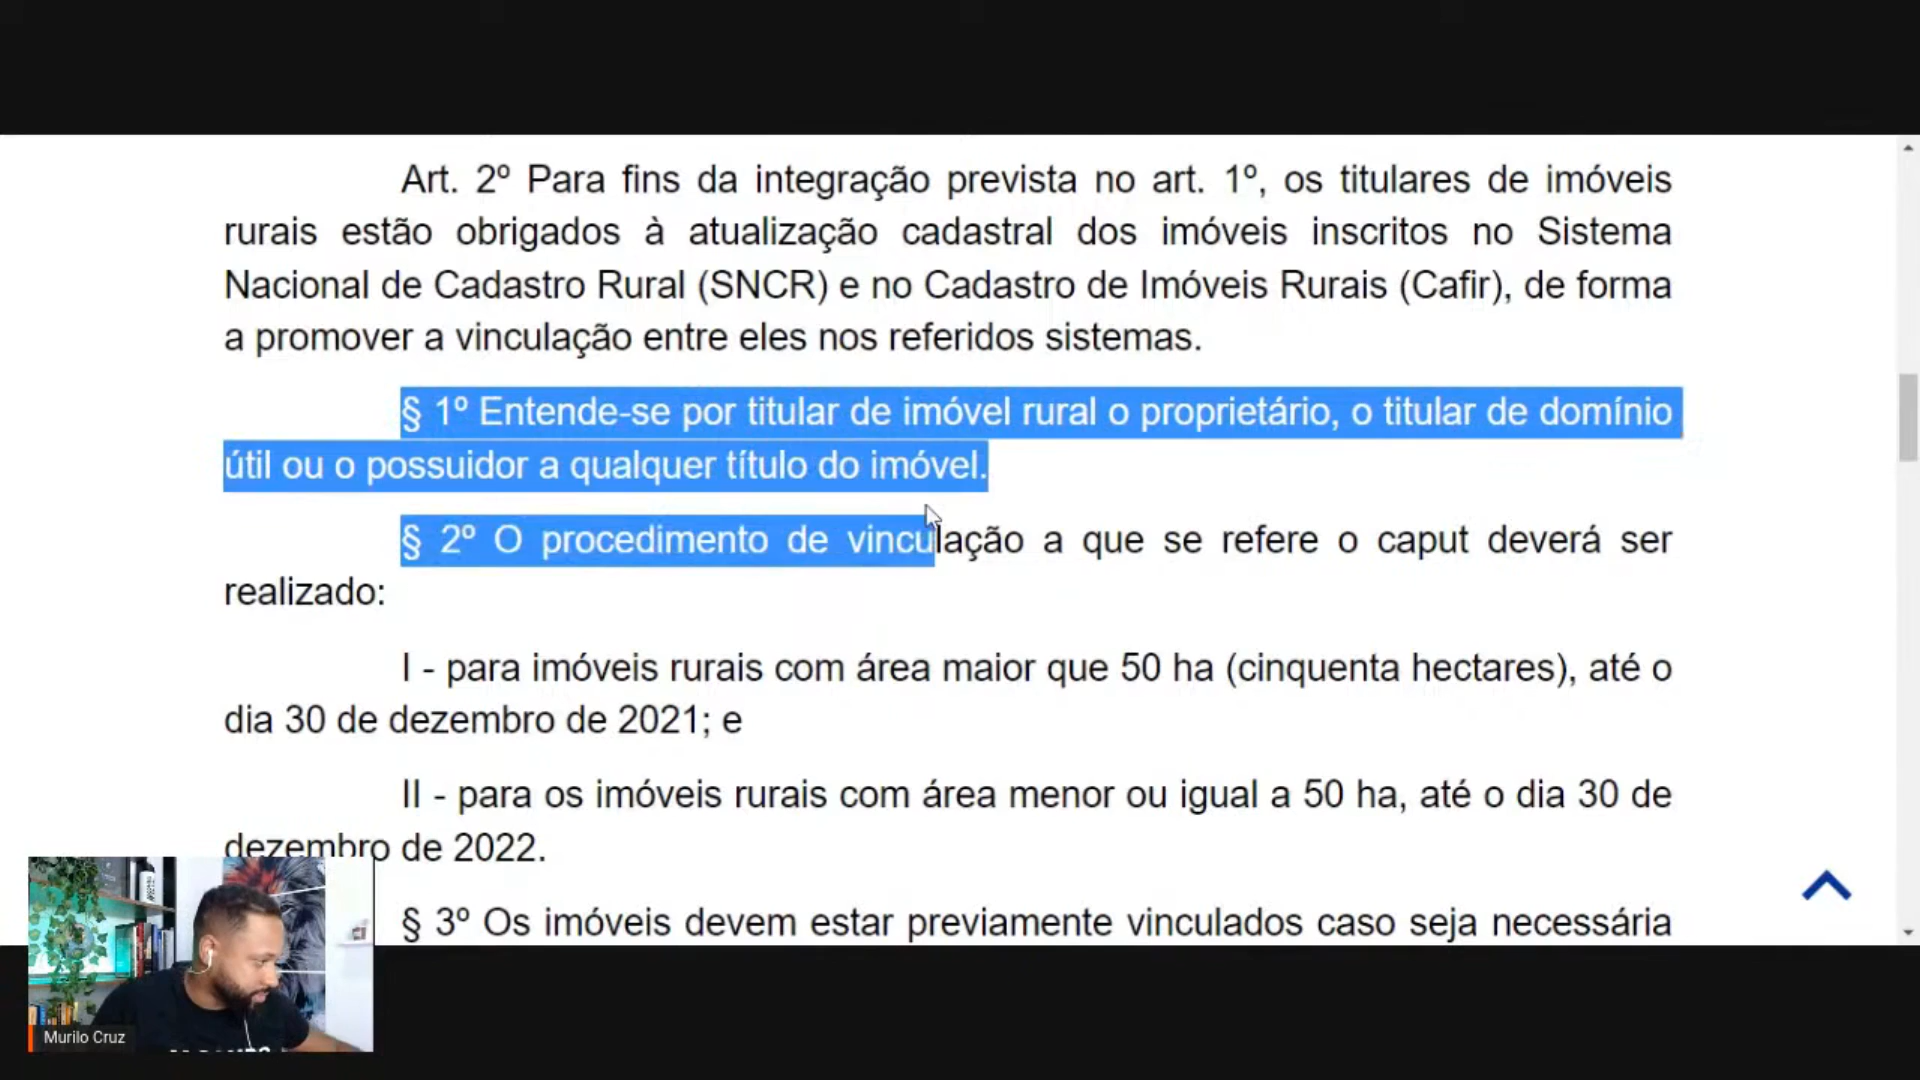 Art. 2º Para fins da integração prevista no art. 1º, os titulares de imóveis
rurais estão obrigados à atualização cadastral dos imóveis inscritos no Sistema
Nacional de Cadastro Rural (SNCR) e no Cadastro de Imóveis Rurais (Cafir), de forma
a promover a vinculação entre eles nos referidos sistemas.
§ 1º Entende-se por titular de imóvel rural o proprietário, o titular de domínio
útil ou o possuidor a qualquer título do imóvel.
§ 2º O procedimento de vinculação a que se refere o caput deverá ser
realizado:
I - para imóveis rurais com área maior que 50 ha (cinquenta hectares), até o
dia 30 de dezembro de 2021; e
II - para os imóveis rurais com área menor ou igual a 50 ha, até o dia 30 de
dezembro de 2022.
§ 3º Os imóveis devem estar previamente vinculados caso seja necessária
Murilo Cruz